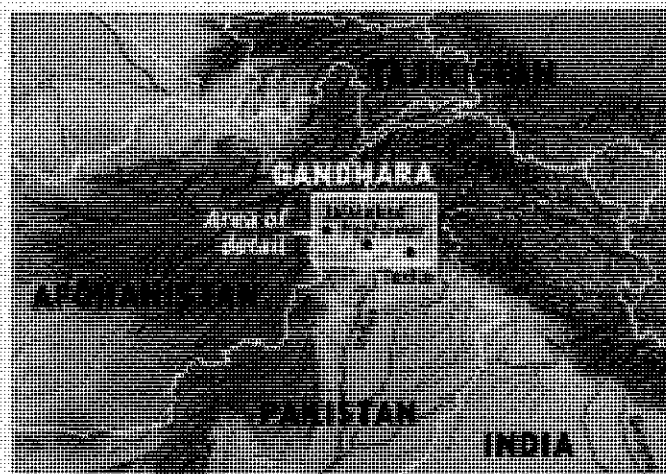 TAJIKISTAN
GANDHARA
Area of
detail
AFGHANISTAN
PAKISTAN
INDIA